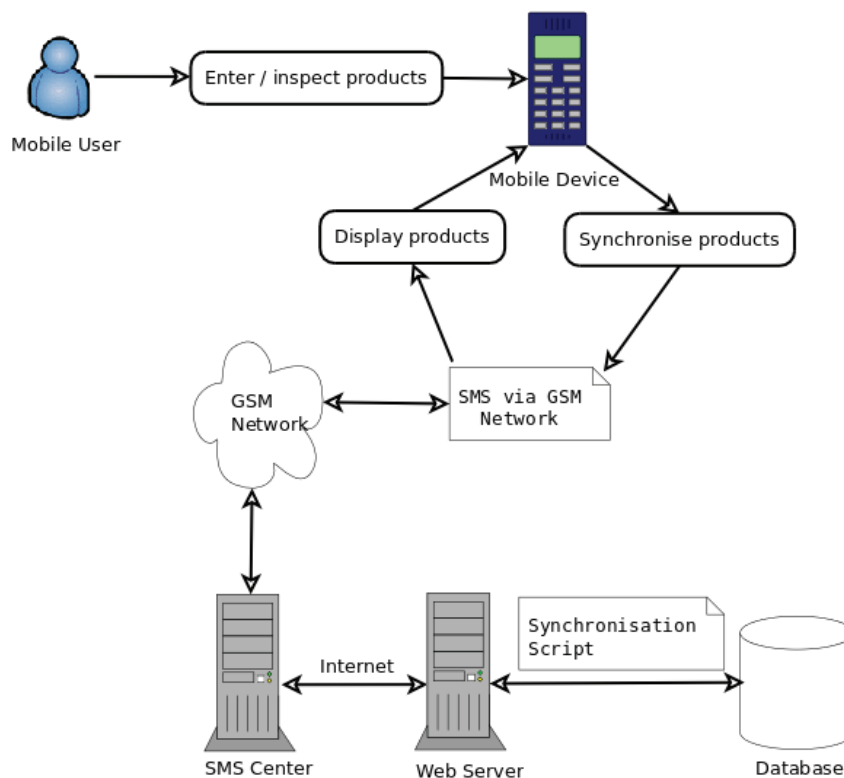 Enter / inspect products
Mobile User
Mobile Device
Display products
Synchronise products
GSM
Network
SMS via GSM
Network
Synchronisation
Script
Internet
SMS Center
Web Server
Database